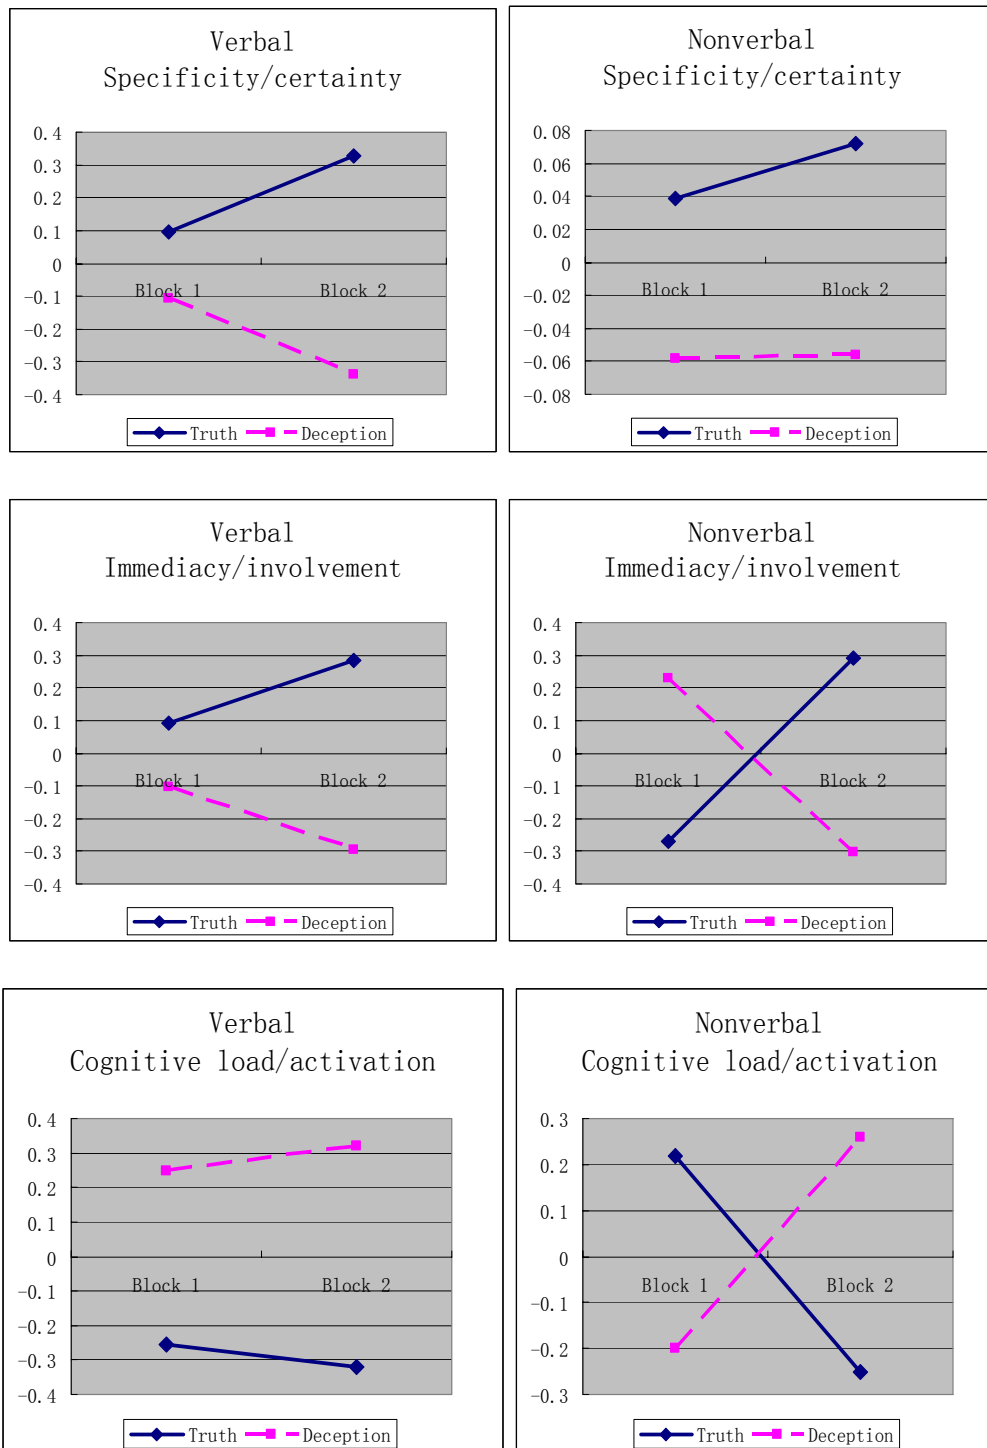 Verbal
Specificity/certainty
0.4
0.3
0.2
0.1
0
-0.1
-0.2
-0.3
-0.4
Block 1
Block 2
Truth
Deception
Nonverbal
Specificity/certainty
0.08
0.06
0.04
0.02
0
-0.02
-0.04
-0.06
-0.08
Block 1
Block 2
Truth
Deception
Verbal
Immediacy/involvement
0.4
0.3
0.2
0.1
0
-0.1
-0.2
-0.3
-0.4
Block 1
Block 2
Truth
Deception
Nonverbal
Immediacy/involvement
0.4
0.3
0.2
0.1
0
-0.1
-0.2
-0.3
-0.4
Block 1
Block 2
Truth
Deception
Verbal
Cognitive load/activation
0.4
0.3
0.2
0.1
0
-0.1
-0.2
-0.3
-0.4
Block 1
Block 2
Truth
Deception
Nonverbal
Cognitive load/activation
0.3
0.2
0.1
0
-0.1
-0.2
-0.3
Block 1
Block 2
Truth
Deception